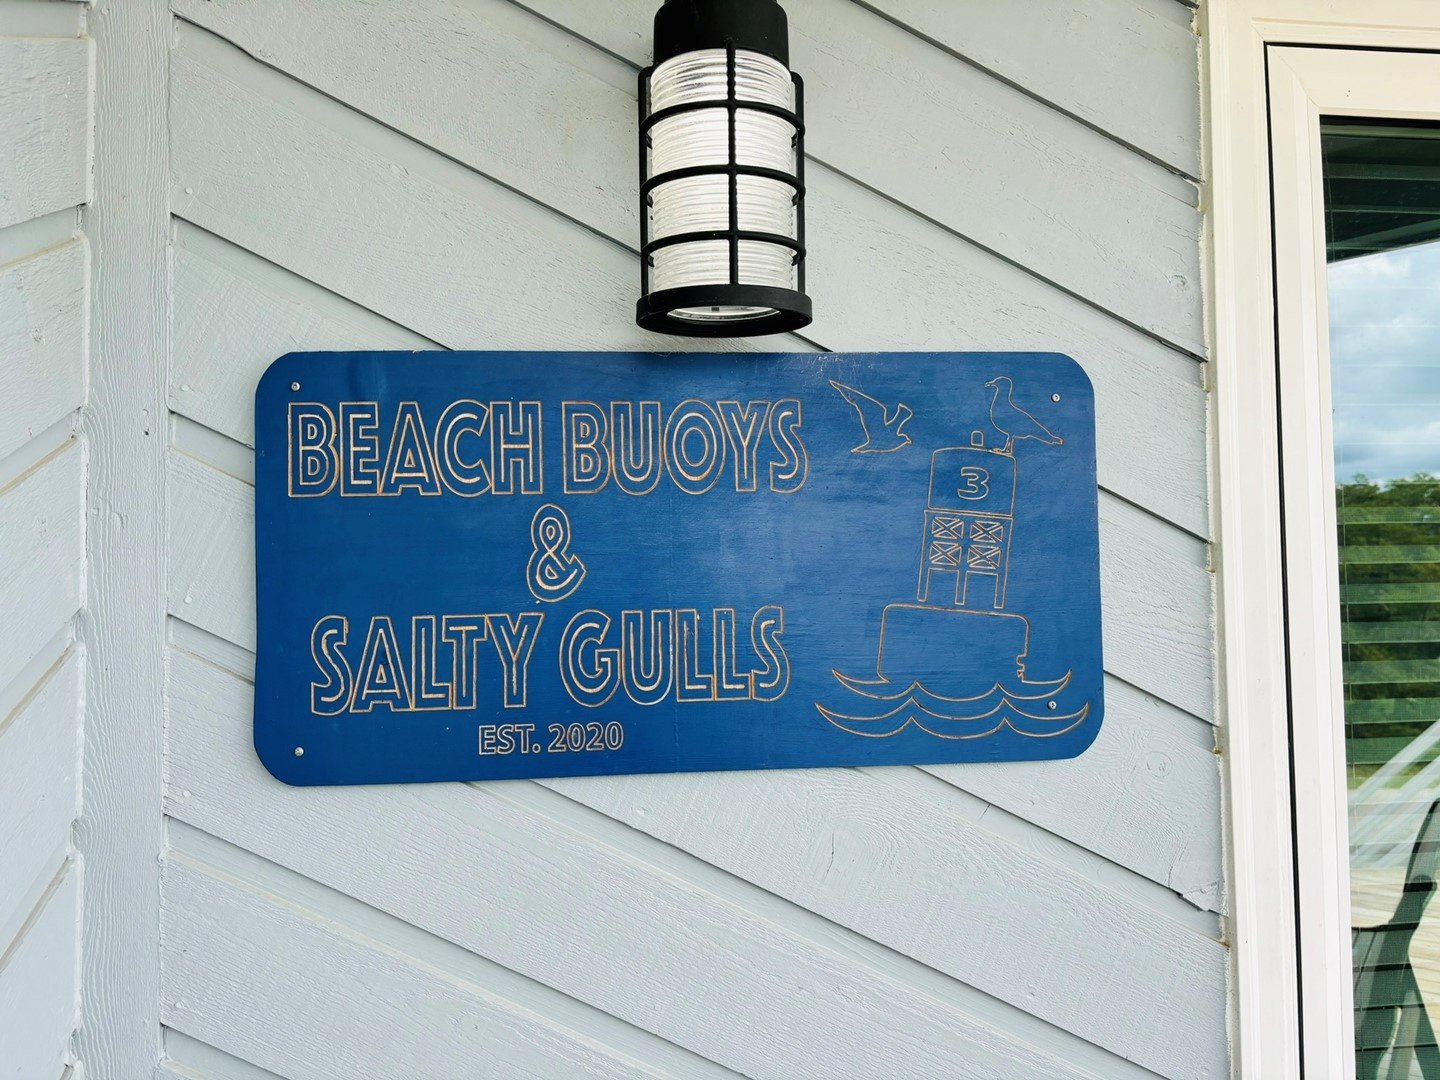 BEACH BUOYS
&
SALTY GULLS
EST. 2020
3